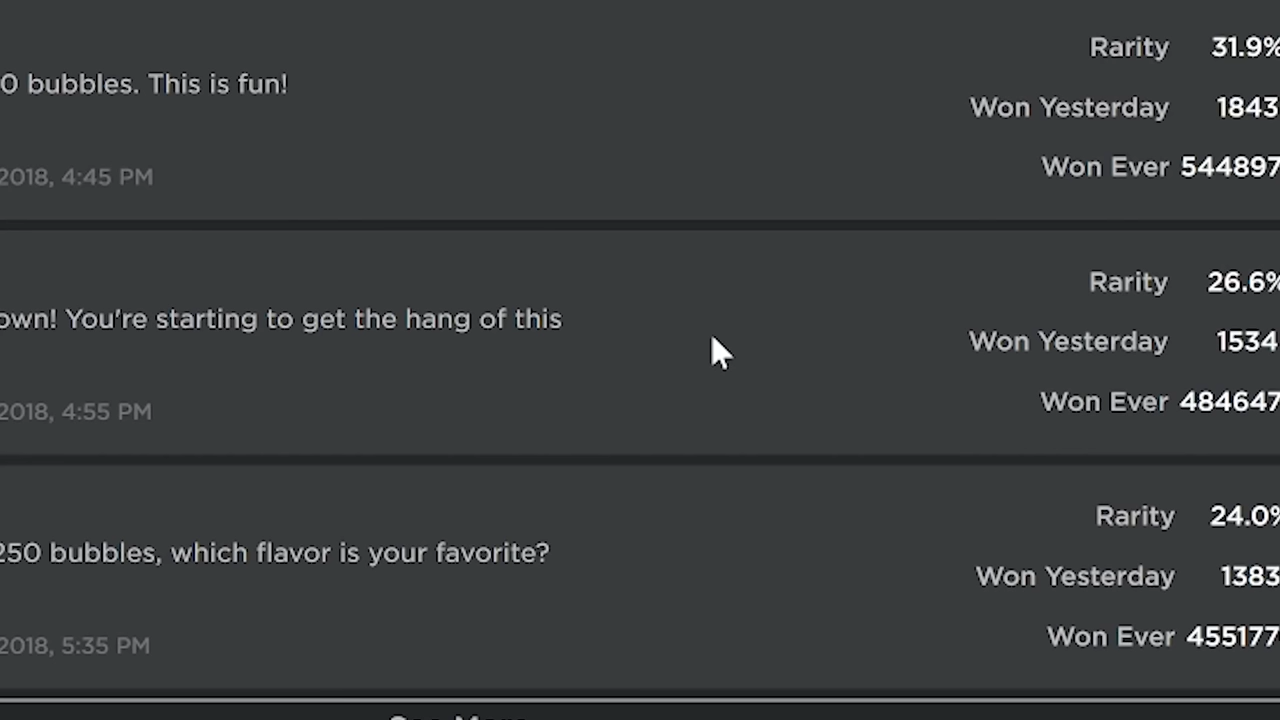 Rarity 31.9%
0 bubbles. This is fun!
Won Yesterday 1843
Won Ever 544897
2018, 4:45 PM
Rarity 26.6%
own! You're starting to get the hang of this
Won Yesterday 1534
Won Ever 484647
2018, 4:55 PM
Rarity 24.0%
250 bubbles, which flavor is your favorite?
Won Yesterday 1383
Won Ever 455177
2018, 5:35 PM
See More